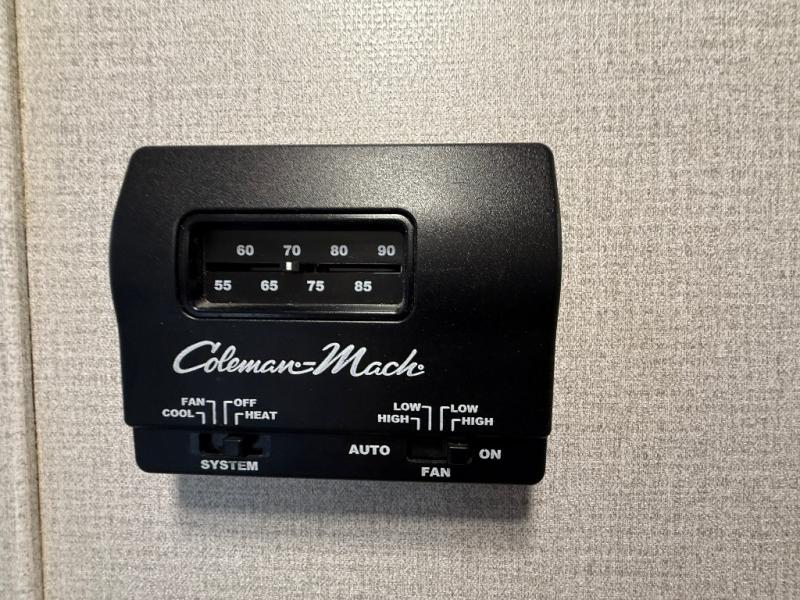 60 70 80 90
55 65 75 85
Coleman-Mach
FAN OFF
COOL HEAT
SYSTEM
LOW LOW
HIGH HIGH
AUTO ON
FAN